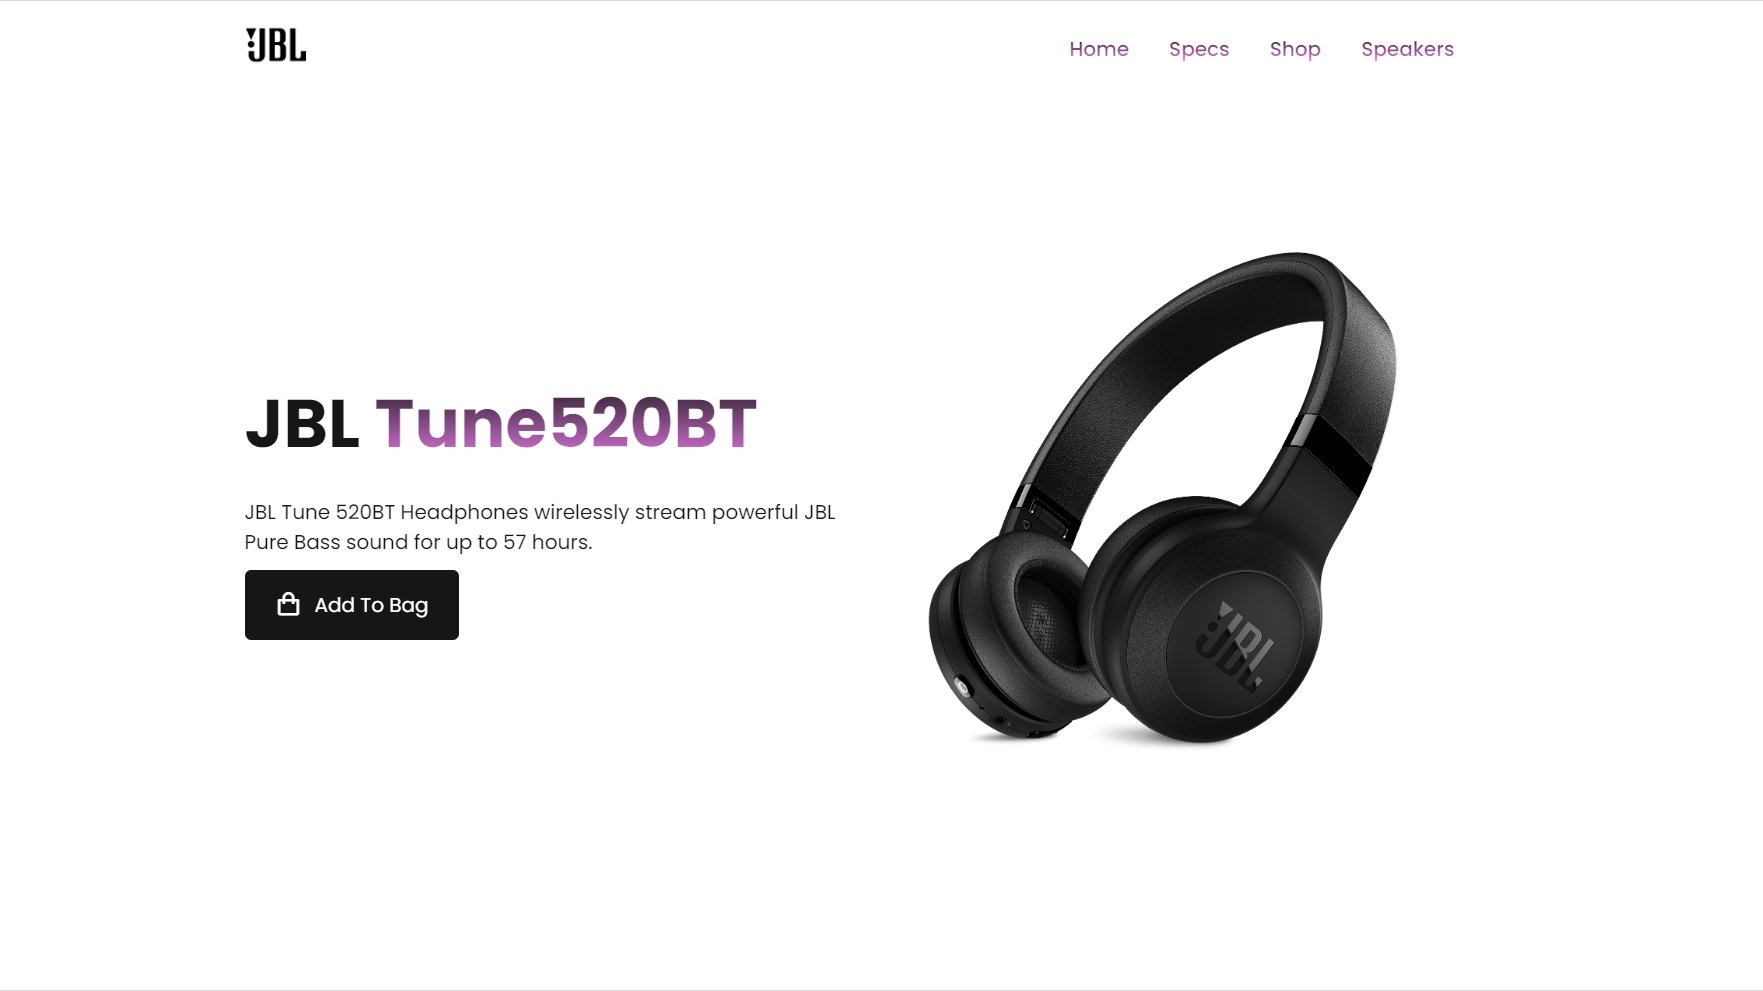 JBL
Home Specs Shop Speakers
JBL Tune520BT
JBL Tune 520BT Headphones wirelessly stream powerful JBL
Pure Bass sound for up to 57 hours.
Add To Bag
JBL